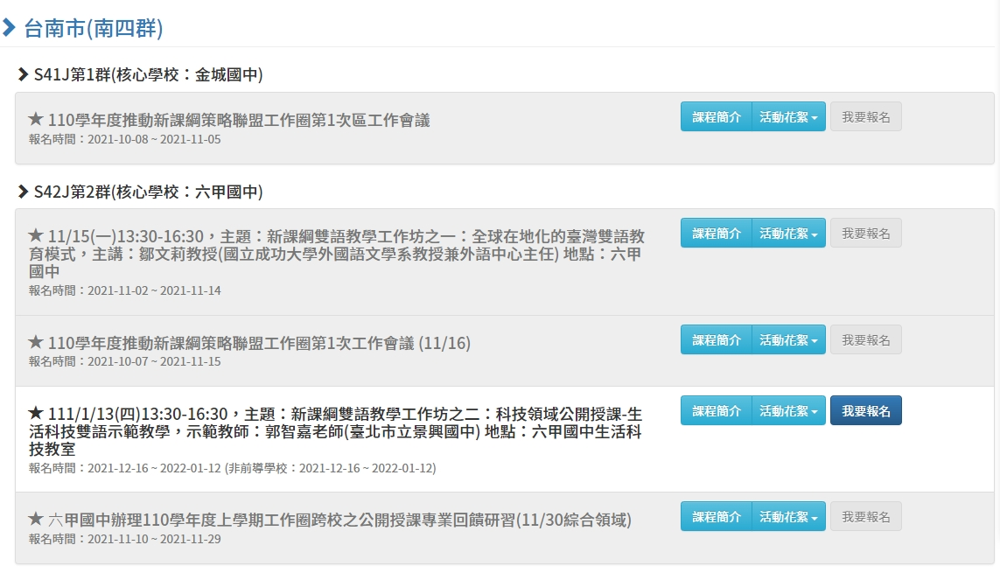 台南市(南四群)
S41J第1群(核心學校：金城國中)
★ 110學年度推動新課綱策略聯盟工作圈第1次區工作會議
課程簡介 活動花絮 我要報名
報名時間：2021-10-08 ~ 2021-11-05
S42J第2群(核心學校：六甲國中)
★ 11/15(一)13:30-16:30，主題：新課綱雙語教學工作坊之一：全球在地化的臺灣雙語教
育模式，主講：鄒文莉教授(國立成功大學外國語文學系教授兼外語中心主任) 地點：六甲
國中
課程簡介 活動花絮 我要報名
報名時間：2021-11-02 ~ 2021-11-14
★ 110學年度推動新課綱策略聯盟工作圈第1次工作會議 (11/16)
課程簡介 活動花絮 我要報名
報名時間：2021-10-07 ~ 2021-11-15
★ 111/1/13(四)13:30-16:30，主題：新課綱雙語教學工作坊之二：科技領域公開授課-生
活科技雙語示範教學，示範教師：郭智嘉老師(臺北市立景興國中) 地點：六甲國中生活科
技教室
課程簡介 活動花絮 我要報名
報名時間：2021-12-16 ~ 2022-01-12 (非前導學校：2021-12-16 ~ 2022-01-12)
★ 六甲國中辦理110學年度上學期工作圈跨校之公開授課專業回饋研習(11/30綜合領域)
課程簡介 活動花絮 我要報名
報名時間：2021-11-10 ~ 2021-11-29